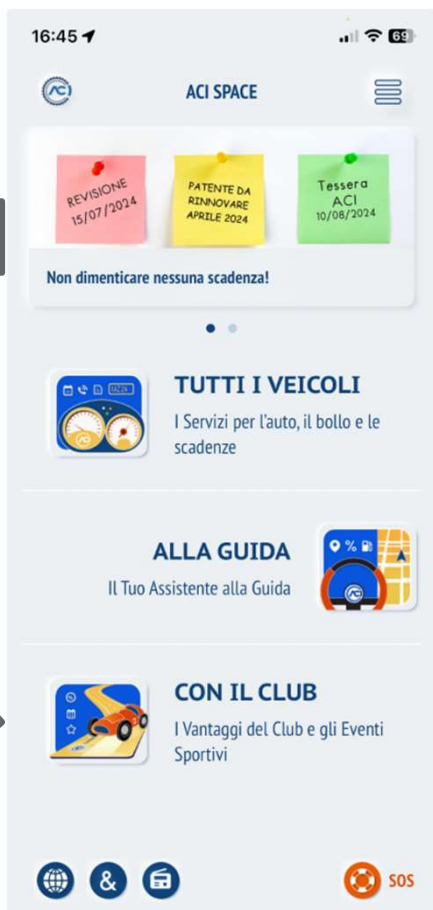 16:45
69
ACI SPACE
REVISIONE
15/07/2024
PATENTE DA
RINNOVARE
APRILE 2024
Tessera
ACI
10/08/2024
Non dimenticare nessuna scadenza!
TUTTI I VEICOLI
I Servizi per l'auto, il bollo e le
scadenze
ALLA GUIDA
Il Tuo Assistente alla Guida
%
CON IL CLUB
I Vantaggi del Club e gli Eventi
Sportivi
&
SOS